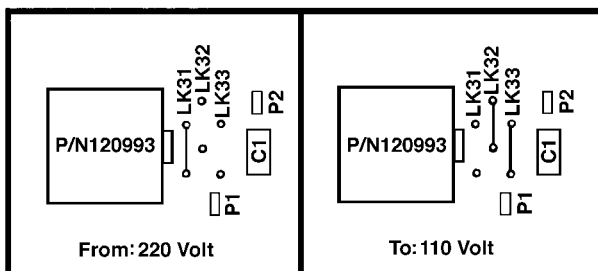 LK31
LK32
LK33
P2
P/N120993
C1
P1
From: 220 Volt
LK31
LK32
LK33
P2
P/N120993
C1
P1
To: 110 Volt